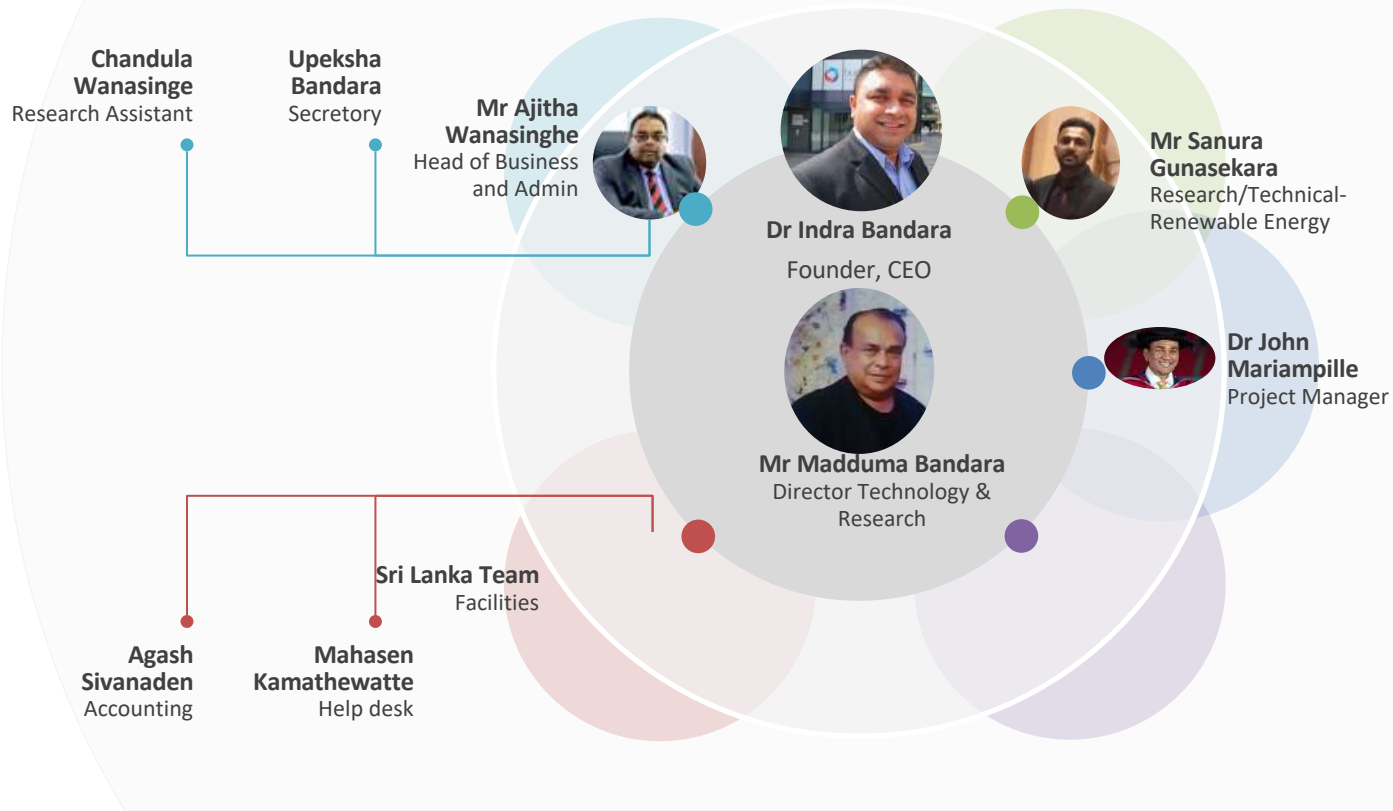 Chandula
Wanasinge
Research Assistant
Upeksha
Bandara
Secretory
Mr Ajitha
Wanasinghe
Head of Business
and Admin
Dr Indra Bandara
Founder, CEO
Mr Sanura
Gunasekara
Research/Technical-
Renewable Energy
Dr John
Mariampille
Project Manager
Mr Madduma Bandara
Director Technology &
Research
Sri Lanka Team
Facilities
Agash
Sivanaden
Accounting
Mahasen
Kamathewatte
Help desk